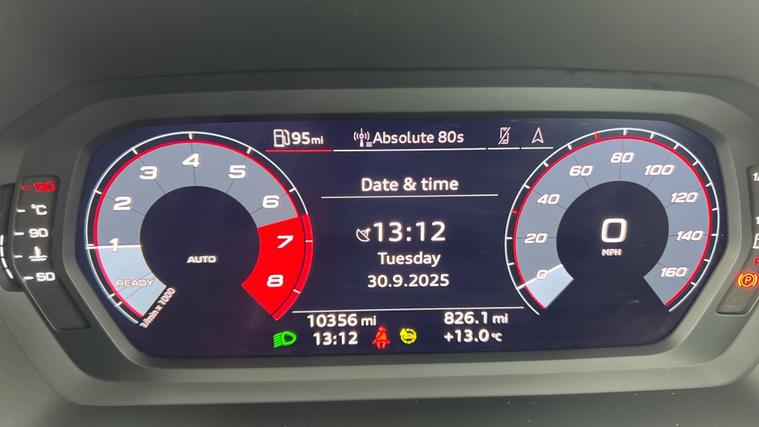 95mi
Absolute 80s
Date & time
13:12
Tuesday
30.9.2025
10356 mi
826.1 mi
13:12
+13.0°C
READY
1
2
3
4
5
6
7
8
1/min x 1000
AUTO
0
20
40
60
80
100
120
140
160
0
MPH
130
°C
90
50